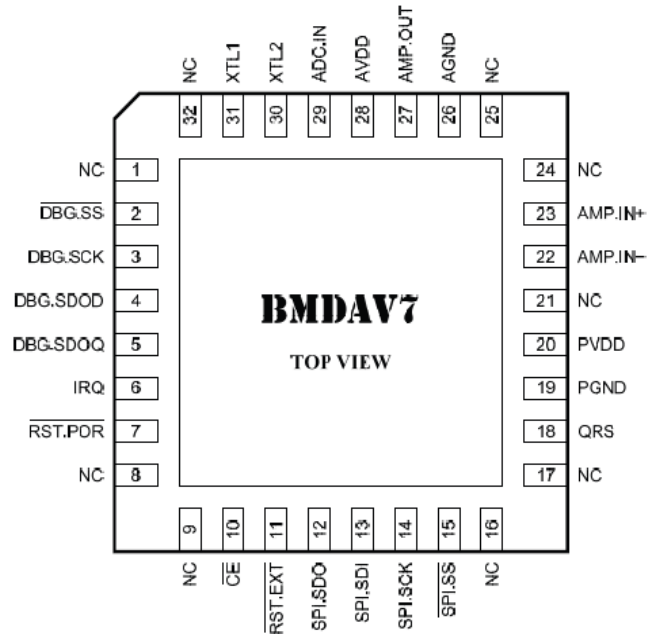 NC
XTL1
XTL2
ADC.IN
AVDD
AMP.OUT
AGND
NC
32
31
30
29
28
27
26
25
NC 1
DBG.SS 2
DBG.SCK 3
DBG.SDOD 4
DBG.SDOQ 5
IRQ 6
RST.POR 7
NC 8
BMDAV7
TOP VIEW
24 NC
23 AMP.IN+
22 AMP.IN–
21 NC
20 PVDD
19 PGND
18 QRS
17 NC
9
10
11
12
13
14
15
16
NC
CE
RST.EXT
SPI.SDO
SPI.SDI
SPI.SCK
SPI.SS
NC